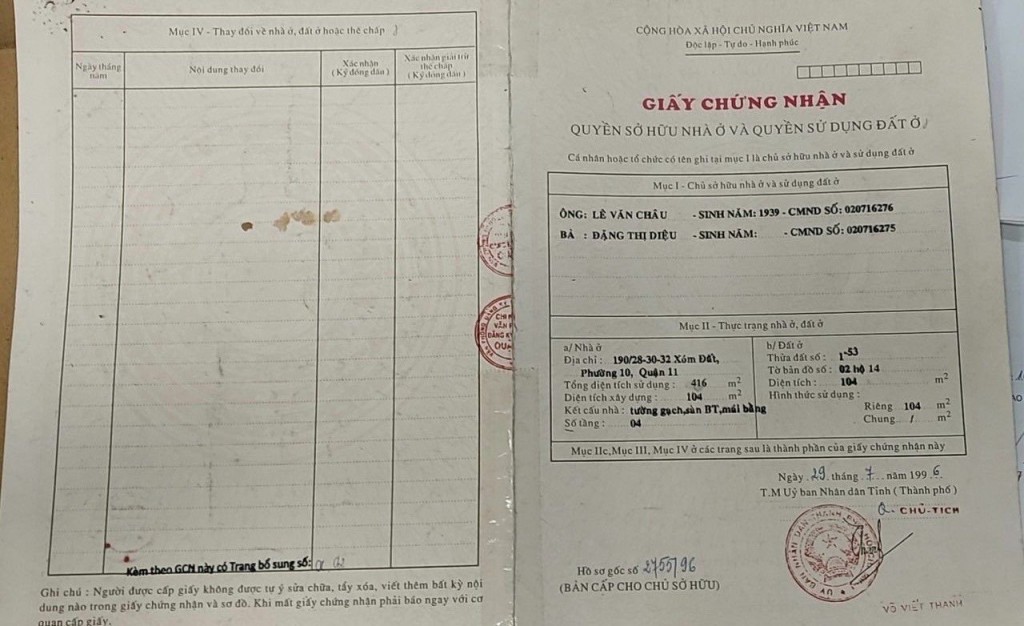 Mục IV - Thay đổi về nhà ở, đất ở hoặc thế chấp
Ngày tháng năm
Nội dung thay đổi
Xác nhận
( Ký đóng dấu )
Xác nhận giải trừ
thế chấp
( Ký đóng dấu )
Kèm theo GCN này có Trang bổ sung số:
Ghi chú : Người được cấp giấy không được tự ý sửa chữa, tẩy xóa, viết thêm bất kỳ nội
dung nào trong giấy chứng nhận và sơ đồ. Khi mất giấy chứng nhận phải báo ngay với cơ
quan cấp giấy.
CỘNG HÒA XÃ HỘI CHỦ NGHĨA VIỆT NAM
Độc lập - Tự do - Hạnh phúc
GIẤY CHỨNG NHẬN
QUYỀN SỞ HỮU NHÀ Ở VÀ QUYỀN SỬ DỤNG ĐẤT Ở
Cá nhân hoặc tổ chức có tên ghi tại mục I là chủ sở hữu nhà ở và sử dụng đất ở
Mục I - Chủ sở hữu nhà ở và sử dụng đất ở
ÔNG: LÊ VĂN CHÂU - SINH NĂM: 1939 - CMND SỐ: 020716276
BÀ : ĐẶNG THỊ DIỆU - SINH NĂM: - CMND SỐ: 020716275
Mục II - Thực trạng nhà ở, đất ở
a/ Nhà ở
Địa chỉ : 190/28-30-32 Xóm Đất,
Phường 10, Quận 11
Tổng diện tích sử dụng : 416 m2
Diện tích xây dựng : 104 m2
Kết cấu nhà : tường gạch,sàn BT,mái bằng
Số tầng : 04
b/ Đất ở
Thửa đất số : 1-53
Tờ bản đồ số : 02 bộ 14
Diện tích : 104 m2
Hình thức sử dụng :
Riêng 104 m2
Chung / m2
Mục IIc,Mục III, Mục IV ở các trang sau là thành phần của giấy chứng nhận này
Ngày 29 tháng 7 năm 1996
T.M Uỷ ban Nhân dân Tỉnh ( Thành phố )
Q. CHỦ-TỊCH
Hồ sơ gốc số 2755/96
(BẢN CẤP CHO CHỦ SỞ HỮU)
VÕ VIẾT THANH